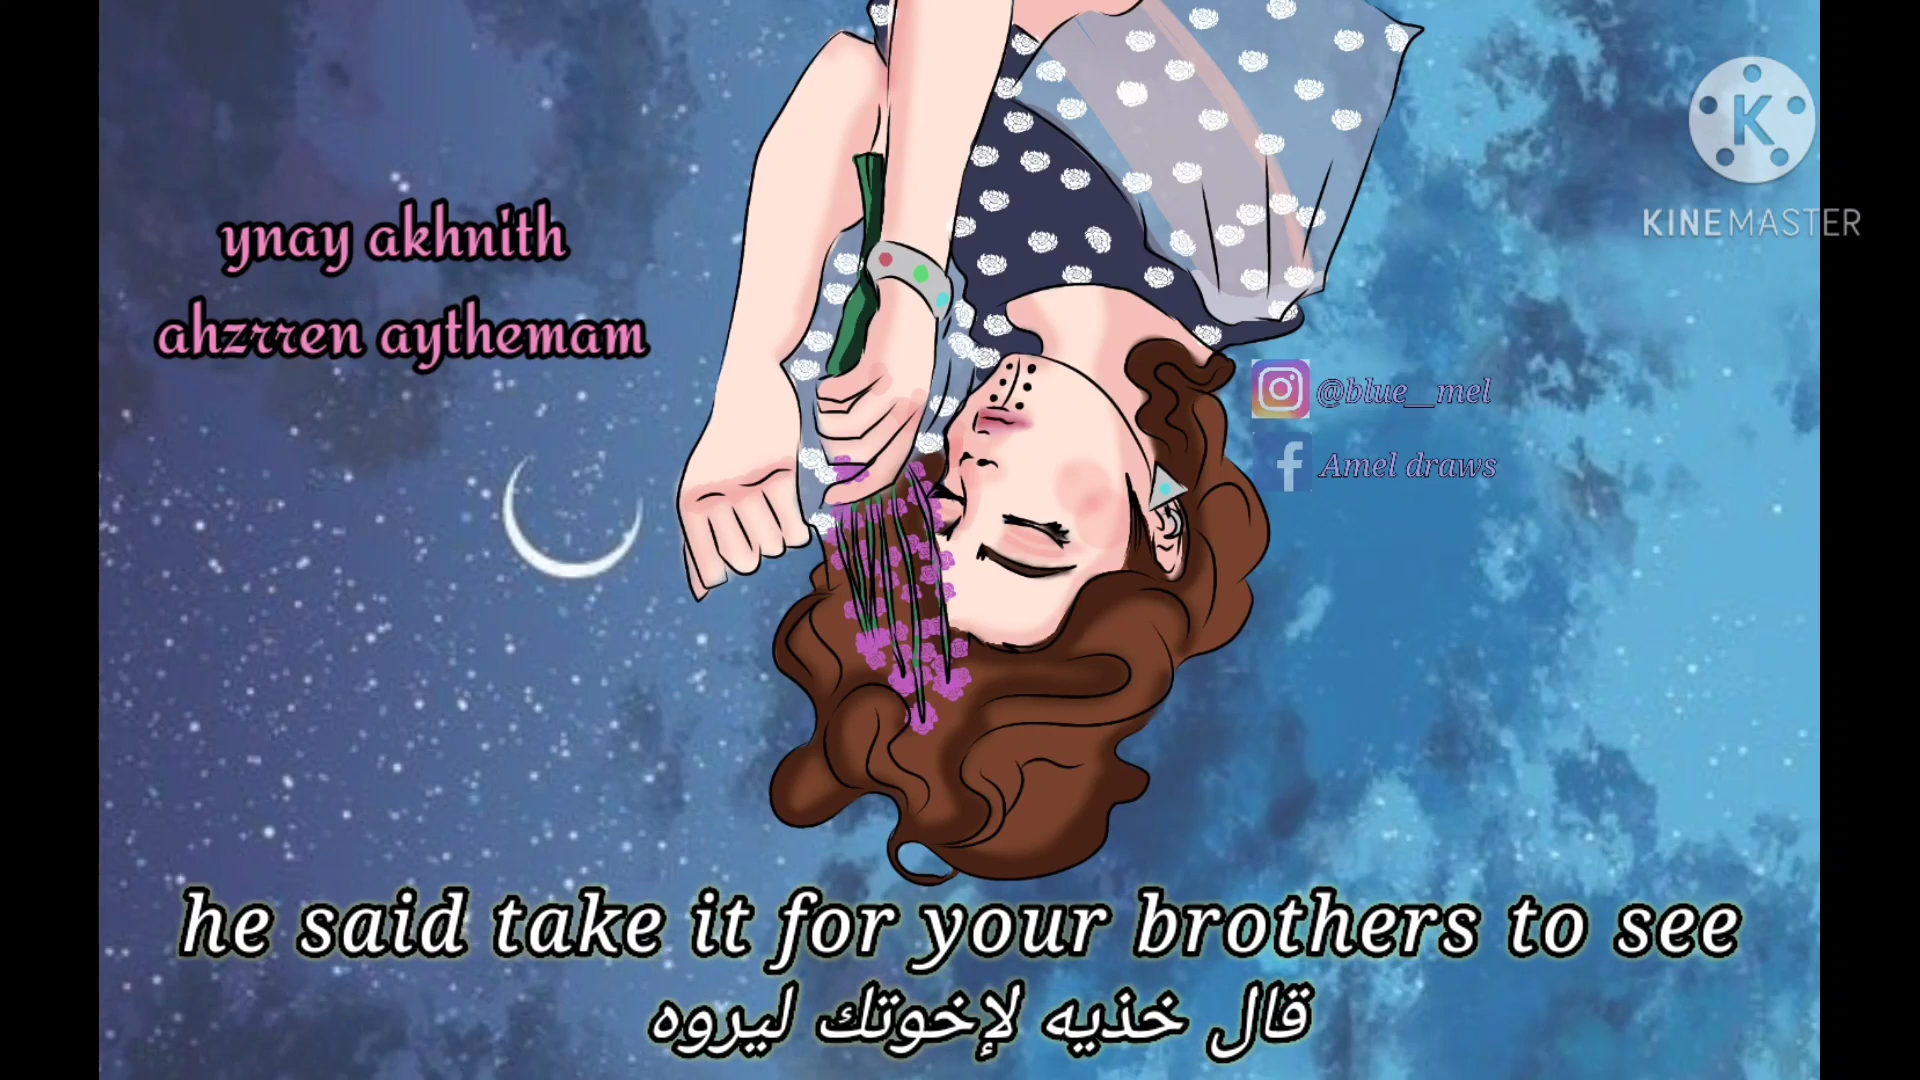 ynay akhnith
ahzrren aythemam
KINEMASTER
@blue__mel
Amel draws
he said take it for your brothers to see
قال خذيه لإخوتك ليروه